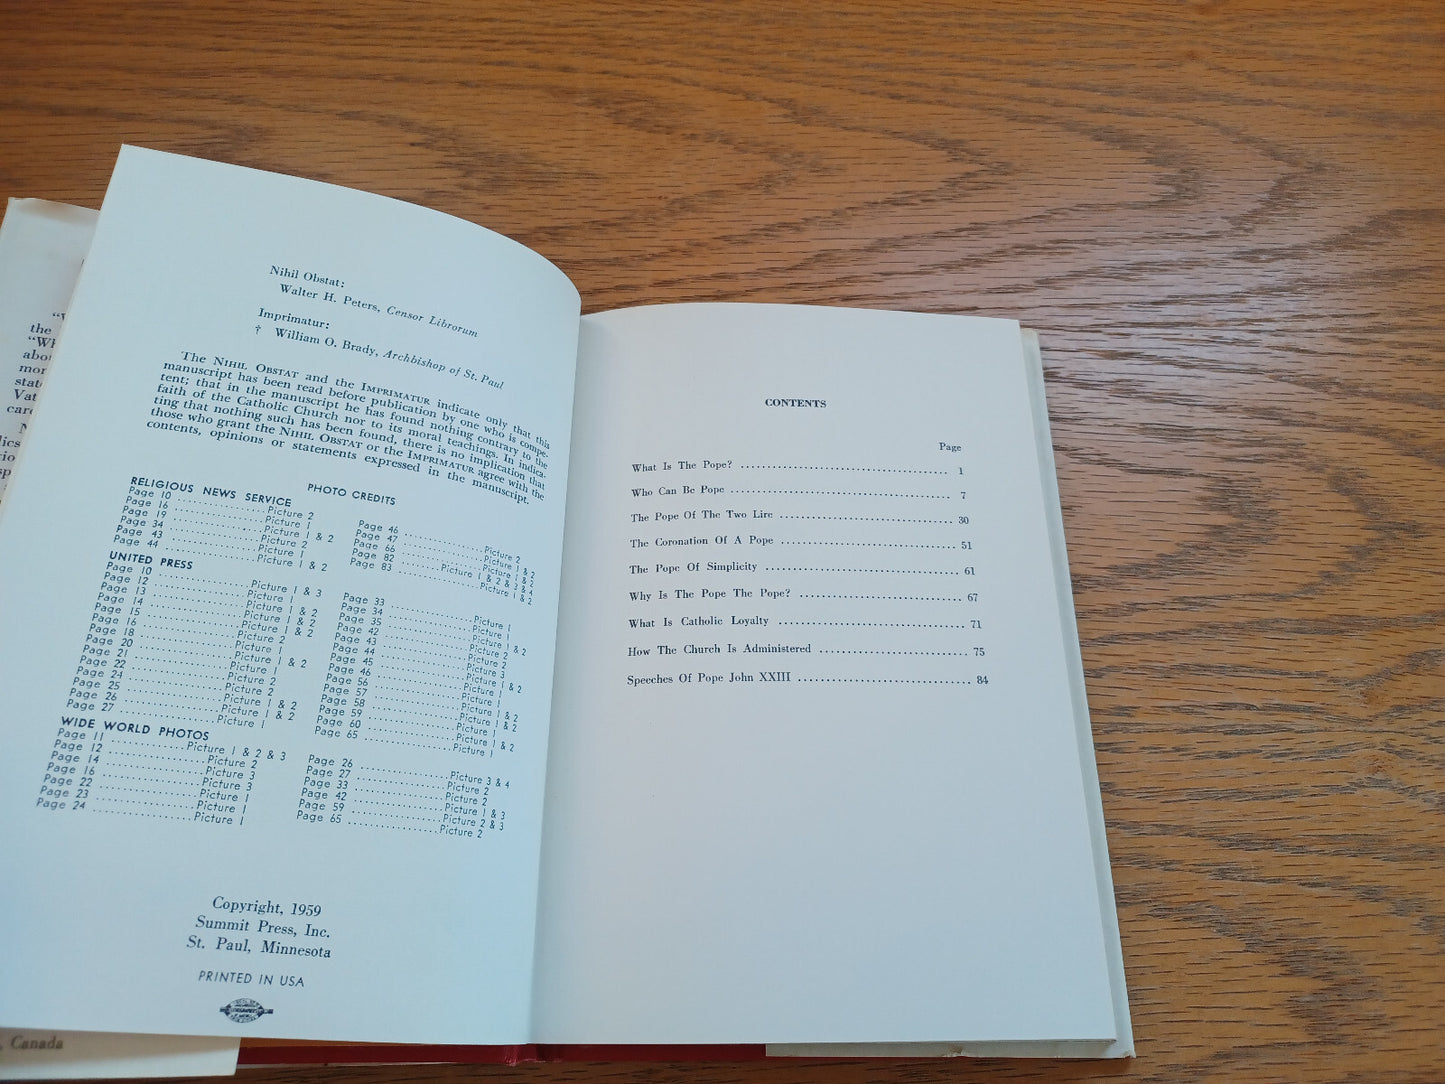 Nihil Obstat:
Walter H. Peters, Censor Librorum
Imprimatur:
† William O. Brady, Archbishop of St. Paul
The NIHIL OBSTAT and the IMPRIMATUR indicate only that this
manuscript has been read before publication by one who is compe-
tent; that in the manuscript he has found nothing contrary to the
faith of the Catholic Church nor to its moral teachings. In indica-
ting that nothing such has been found, there is no implication that
those who grant the NIHIL OBSTAT or the IMPRIMATUR agree with the
contents, opinions or statements expressed in the manuscript.
PHOTO CREDITS
RELIGIOUS NEWS SERVICE
Page 10 Picture 2
Page 16 Picture 1
Page 19 Picture 1 & 2
Page 34 Picture 2
Page 43 Picture 1
Page 44 Picture 1 & 2
Page 46 Picture 2
Page 47 Picture 1 & 2
Page 66 Picture 1 & 2
Page 82 Picture 1 & 2 & 3 & 4
Page 83 Picture 1 & 2
UNITED PRESS
Page 10 Picture 1 & 3
Page 12 Picture 1
Page 13 Picture 1 & 2
Page 14 Picture 1 & 2
Page 15 Picture 1 & 2
Page 16 Picture 2
Page 18 Picture 1
Page 20 Picture 1 & 2
Page 21 Picture 1
Page 22 Picture 2
Page 24 Picture 2
Page 25 Picture 1 & 2
Page 26 Picture 1 & 2
Page 27 Picture 1
Page 33 Picture 1
Page 34 Picture 1
Page 35 Picture 1 & 2
Page 42 Picture 2
Page 43 Picture 2
Page 44 Picture 3
Page 45 Picture 1 & 2
Page 46 Picture 1
Page 56 Picture 1
Page 57 Picture 1 & 2
Page 58 Picture 1 & 2
Page 59 Picture 1
Page 60 Picture 1 & 2
Page 65 Picture 1
WIDE WORLD PHOTOS
Page 11 Picture 1 & 2 & 3
Page 12 Picture 2
Page 14 Picture 3
Page 16 Picture 3
Page 22 Picture 1
Page 23 Picture 1
Page 24 Picture 1
Page 26 Picture 3 & 4
Page 27 Picture 2
Page 33 Picture 2
Page 42 Picture 1 & 3
Page 59 Picture 2 & 3
Page 65 Picture 2
Copyright, 1959
Summit Press, Inc.
St. Paul, Minnesota
PRINTED IN USA
Canada
CONTENTS
Page
What Is The Pope? 1
Who Can Be Pope 7
The Pope Of The Two Lire 30
The Coronation Of A Pope 51
The Pope Of Simplicity 61
Why Is The Pope The Pope? 67
What Is Catholic Loyalty 71
How The Church Is Administered 75
Speeches Of Pope John XXIII 84